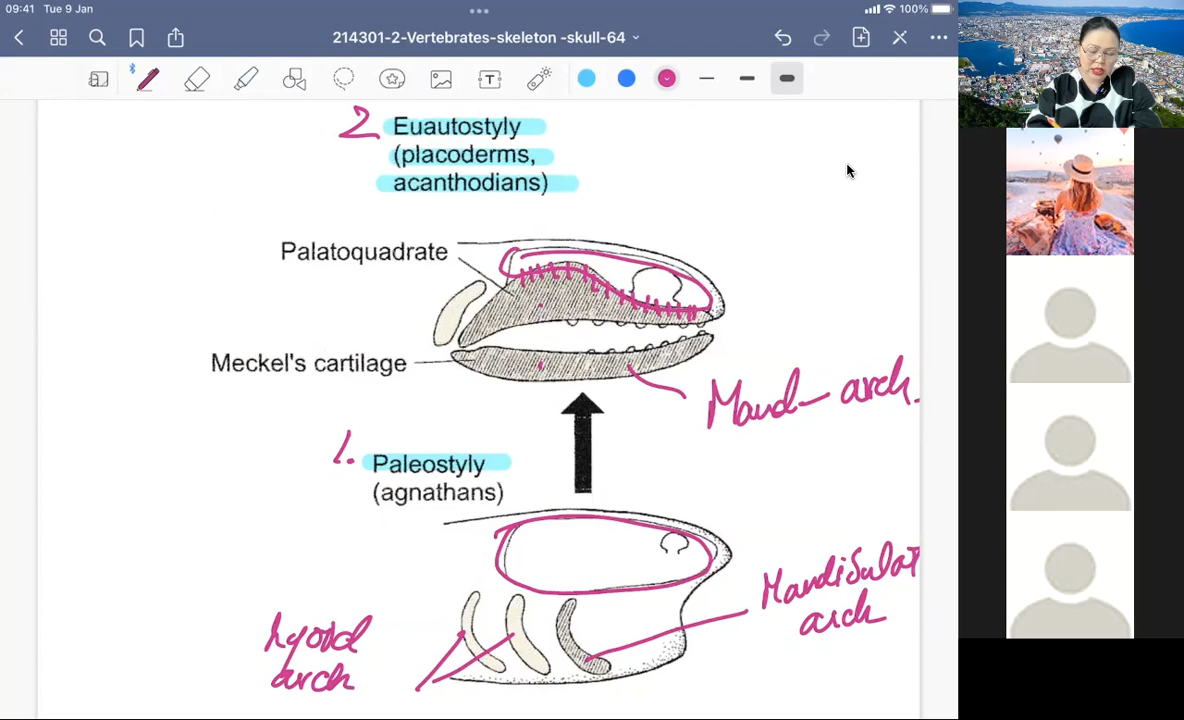 09:41 Tue 9 Jan
100%
214301-2-Vertebrates-skeleton -skull-64
2 Euautostyly
(placoderms,
acanthodians)
Palatoquadrate
Meckel's cartilage
Mand- arch.
1. Paleostyly
(agnathans)
Mandibular
arch
hyoid
arch